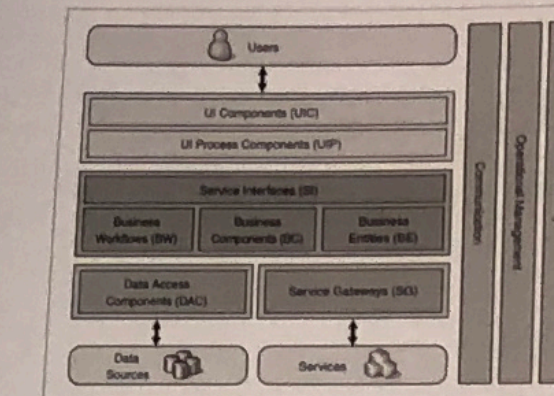 Users
UI Components (UIC)
UI Process Components (UIP)
Service Interfaces (SI)
Business
Workflows (BW)
Business
Components (BC)
Business
Entities (BE)
Data Access
Components (DAC)
Service Gateways (SG)
Data
Sources
Services
Communication
Operational Management